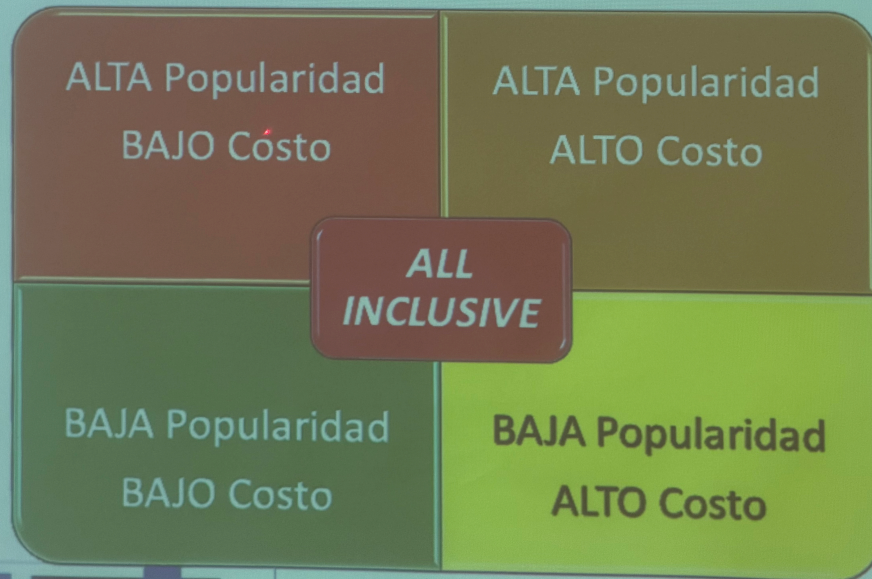 ALTA Popularidad
BAJO Costo
ALTA Popularidad
ALTO Costo
ALL
INCLUSIVE
BAJA Popularidad
BAJO Costo
BAJA Popularidad
ALTO Costo